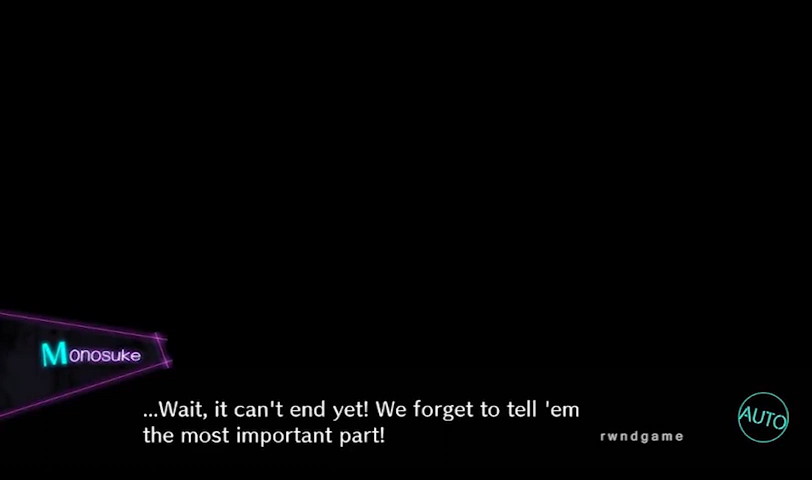 Monosuke
...Wait, it can't end yet! We forget to tell 'em
the most important part!
rwndgame
AUTO